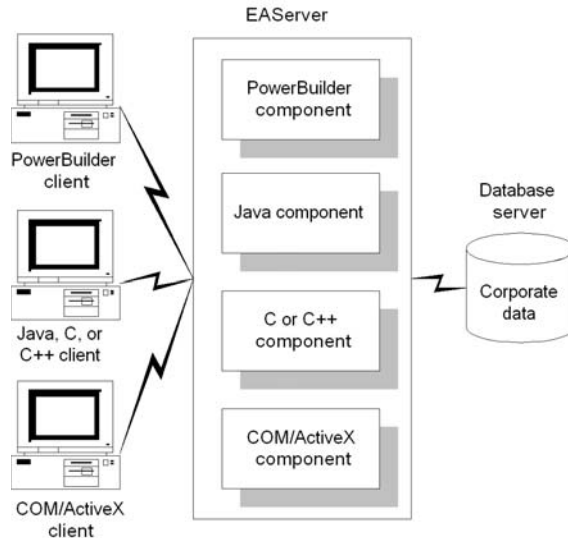 EAServer
PowerBuilder
client
Java, C, or
C++ client
COM/ActiveX
client
PowerBuilder
component
Java component
C or C++
component
COM/ActiveX
component
Database
server
Corporate
data